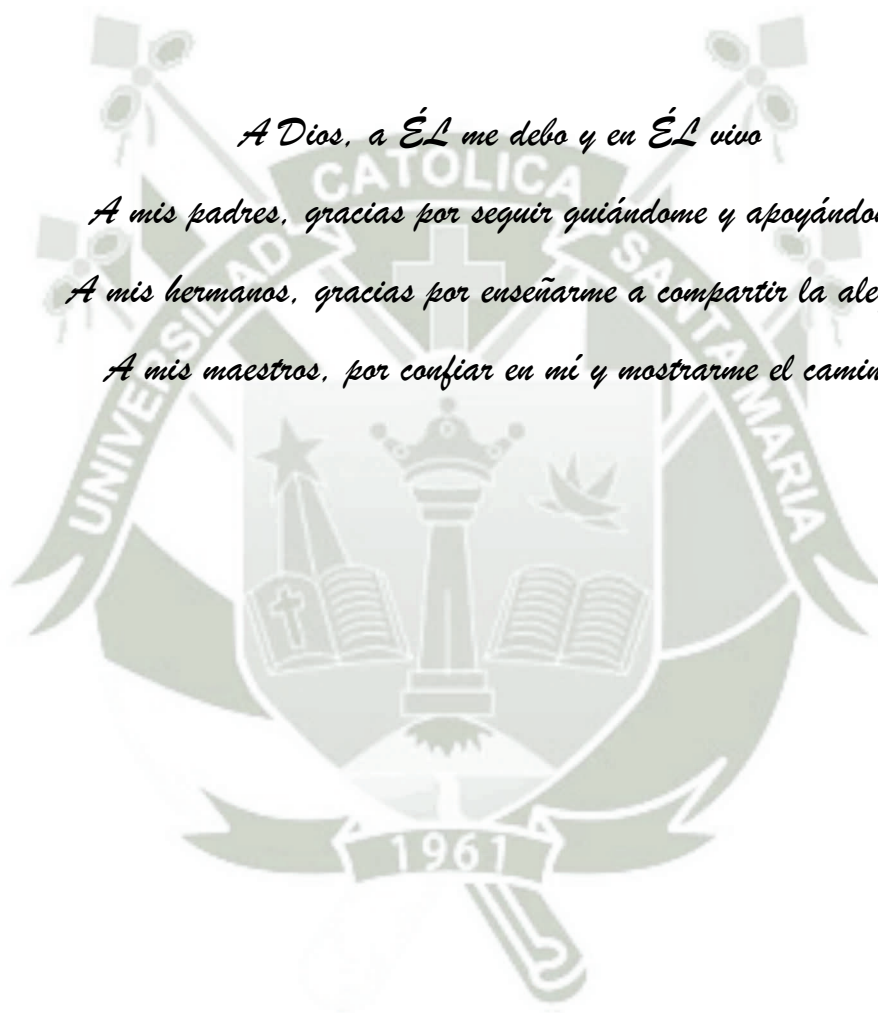 A Dios, a ÉL me debo y en ÉL vivo
A mis padres, gracias por seguir guiándome y
A mis hermanos, gracias por enseñarme a compartir la
A mis maestros, por confiar en mí y mostrarme el
UNIVERSIDAD CATOLICA SANTA MARIA
1961